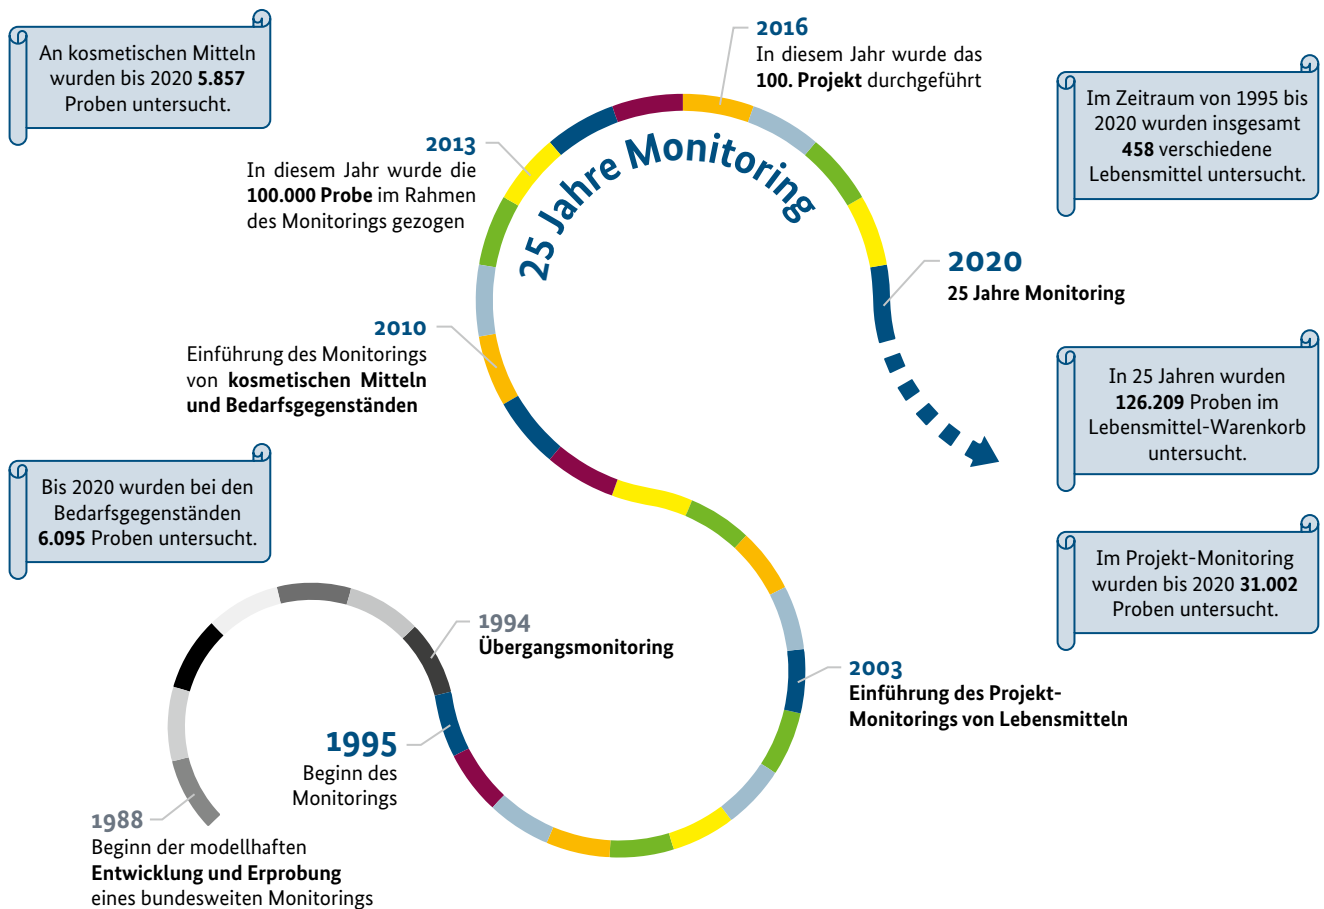 An kosmetischen Mitteln
wurden bis 2020 5.857
Proben untersucht.
2016
In diesem Jahr wurde das
100. Projekt durchgeführt
Im Zeitraum von 1995 bis
2020 wurden insgesamt
458 verschiedene
Lebensmittel untersucht.
2013
In diesem Jahr wurde die
100.000 Probe im Rahmen
des Monitorings gezogen
25 Jahre Monitoring
2020
25 Jahre Monitoring
2010
Einführung des Monitorings
von kosmetischen Mitteln
und Bedarfsgegenständen
In 25 Jahren wurden
126.209 Proben im
Lebensmittel-Warenkorb
untersucht.
Bis 2020 wurden bei den
Bedarfsgegenständen
6.095 Proben untersucht.
Im Projekt-Monitoring
wurden bis 2020 31.002
Proben untersucht.
1994
Übergangsmonitoring
2003
Einführung des Projekt-
Monitorings von Lebensmitteln
1995
Beginn des
Monitorings
1988
Beginn der modellhaften
Entwicklung und Erprobung
eines bundesweiten Monitorings